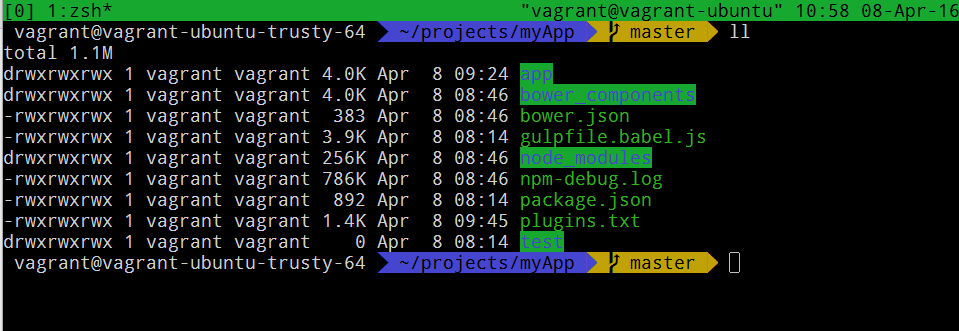 [0] 1:zsh* "vagrant@vagrant-ubuntu" 10:58 08-Apr-16
vagrant@vagrant-ubuntu-trusty-64 ~/projects/myApp master ll
total 1.1M
drwxrwxrwx 1 vagrant vagrant 4.0K Apr 8 09:24 app
drwxrwxrwx 1 vagrant vagrant 4.0K Apr 8 08:46 bower_components
-rwxrwxrwx 1 vagrant vagrant 383 Apr 8 08:46 bower.json
-rwxrwxrwx 1 vagrant vagrant 3.9K Apr 8 08:14 gulpfile.babel.js
drwxrwxrwx 1 vagrant vagrant 256K Apr 8 08:46 node_modules
-rwxrwxrwx 1 vagrant vagrant 786K Apr 8 08:46 npm-debug.log
-rwxrwxrwx 1 vagrant vagrant 892 Apr 8 08:14 package.json
-rwxrwxrwx 1 vagrant vagrant 1.4K Apr 8 09:45 plugins.txt
drwxrwxrwx 1 vagrant vagrant 0 Apr 8 08:14 test
vagrant@vagrant-ubuntu-trusty-64 ~/projects/myApp master